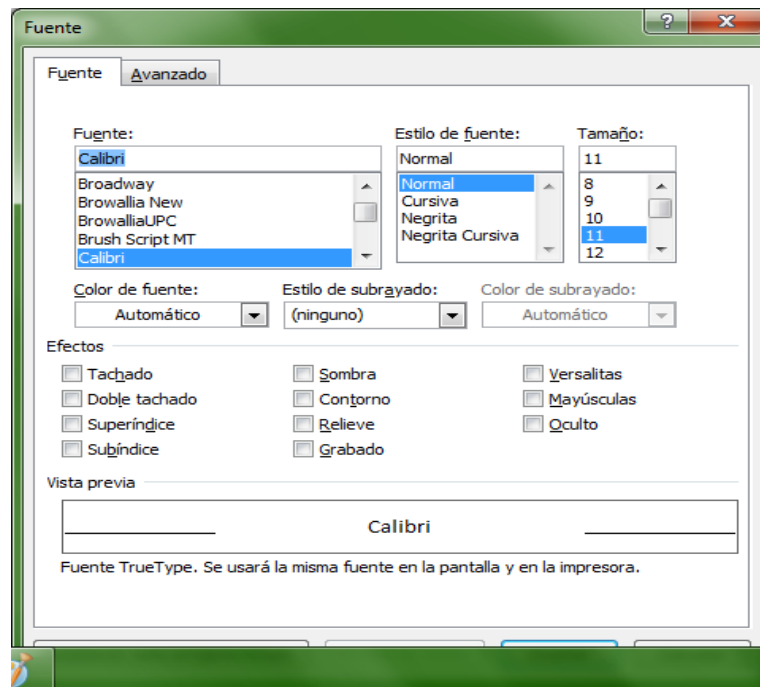 Fuente
?
x
Fuente Avanzado
Fuente: Estilo de fuente: Tamaño:
Calibri Normal 11
Broadway Normal 8
Browallia New Cursiva 9
BrowalliaUPC Negrita 10
Brush Script MT Negrita Cursiva 11
Calibri 12
Color de fuente: Estilo de subrayado: Color de subrayado:
Automático (ninguno) Automático
Efectos
Tachado Sombra Versalitas
Doble tachado Contorno Mayúsculas
Superíndice Relieve Oculto
Subíndice Grabado
Vista previa
Calibri
Fuente TrueType. Se usará la misma fuente en la pantalla y en la impresora.